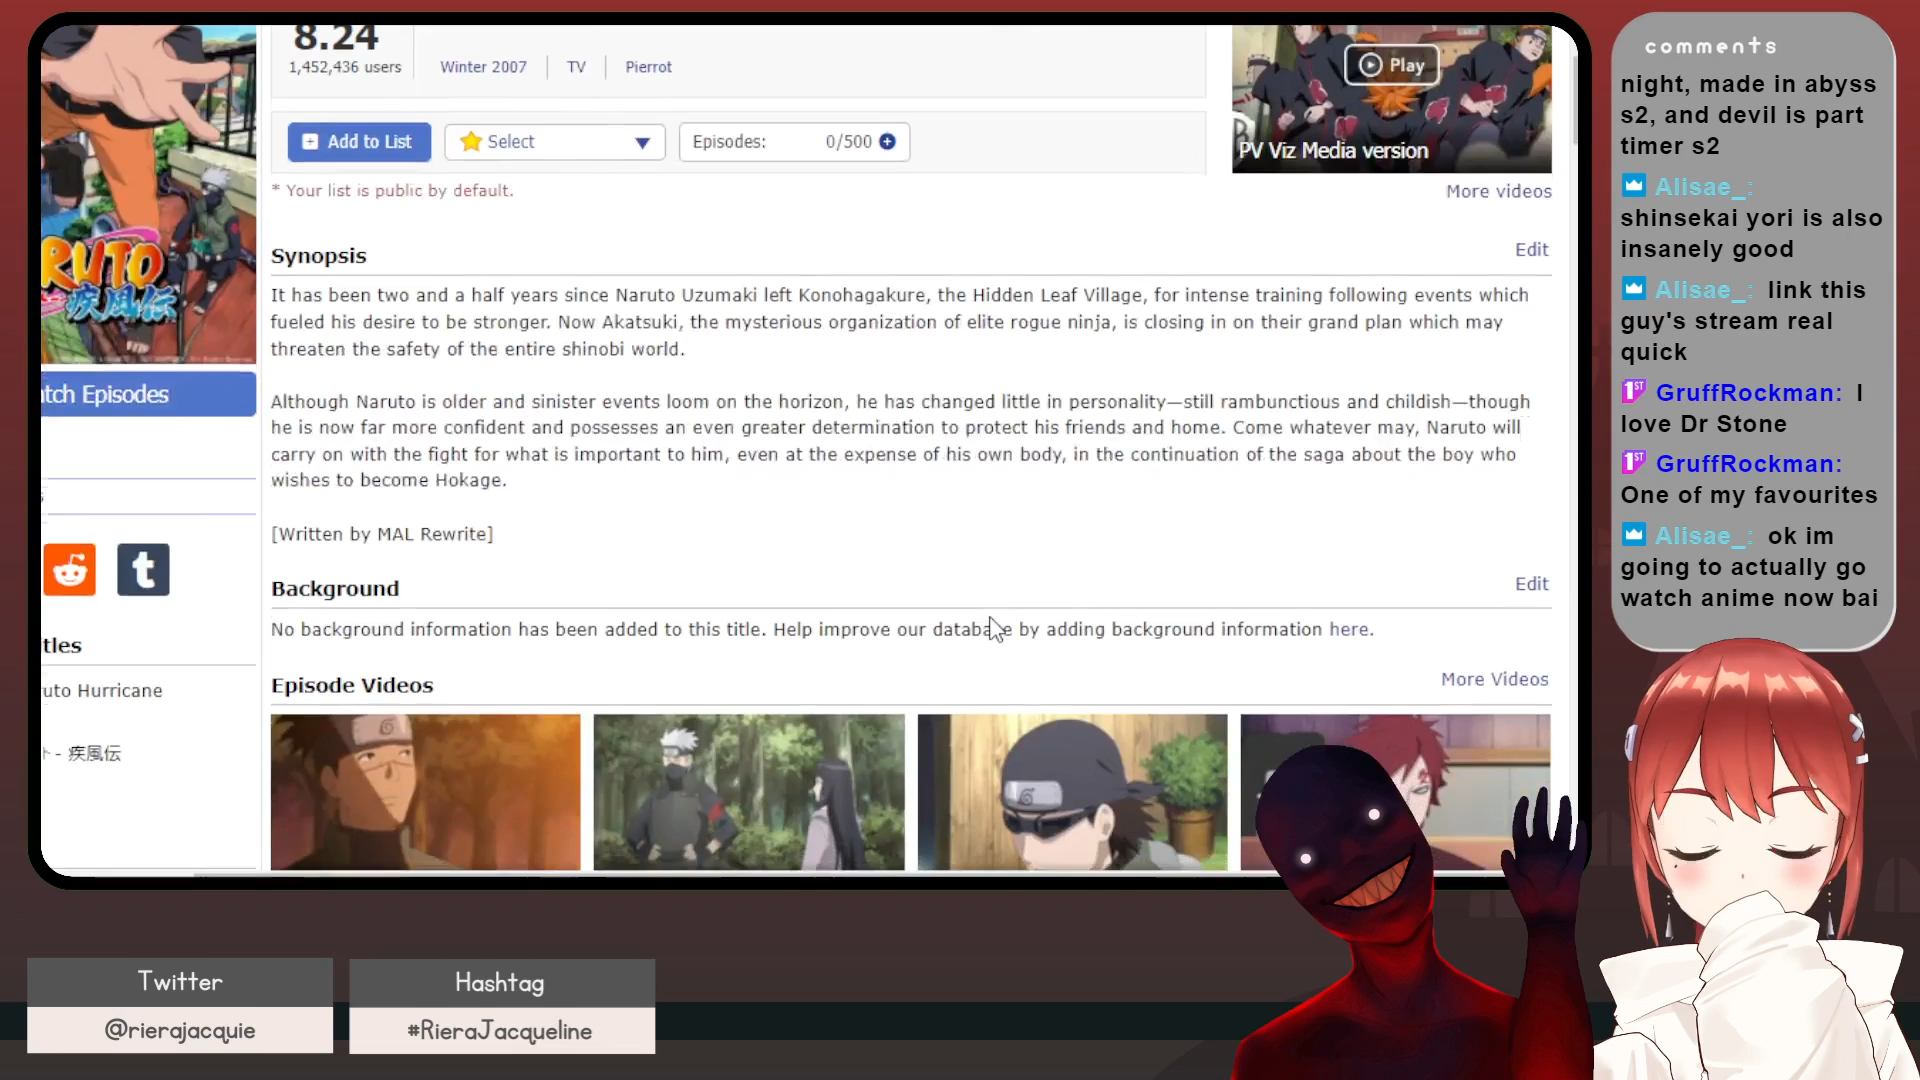 8.24
1,452,436 users
Winter 2007
TV
Pierrot
Add to List
Select
Episodes: 0/500
* Your list is public by default.
Play
PV Viz Media version
More videos
RUTO
疾風伝
tch Episodes
Synopsis
Edit
It has been two and a half years since Naruto Uzumaki left Konohagakure, the Hidden Leaf Village, for intense training following events which
fueled his desire to be stronger. Now Akatsuki, the mysterious organization of elite rogue ninja, is closing in on their grand plan which may
threaten the safety of the entire shinobi world.
Although Naruto is older and sinister events loom on the horizon, he has changed little in personality—still rambunctious and childish—though
he is now far more confident and possesses an even greater determination to protect his friends and home. Come whatever may, Naruto will
carry on with the fight for what is important to him, even at the expense of his own body, in the continuation of the saga about the boy who
wishes to become Hokage.
[Written by MAL Rewrite]
Background
Edit
No background information has been added to this title. Help improve our database by adding background information here.
Episode Videos
More Videos
s
t
tles
uto Hurricane
ト- 疾風伝
comments
night, made in abyss
s2, and devil is part
timer s2
Alisae_:
shinsekai yori is also
insanely good
Alisae_: link this
guy's stream real
quick
1ST GruffRockman: I
love Dr Stone
1ST GruffRockman:
One of my favourites
Alisae_: ok im
going to actually go
watch anime now bai
Twitter
@rierajacquie
Hashtag
#RieraJacqueline